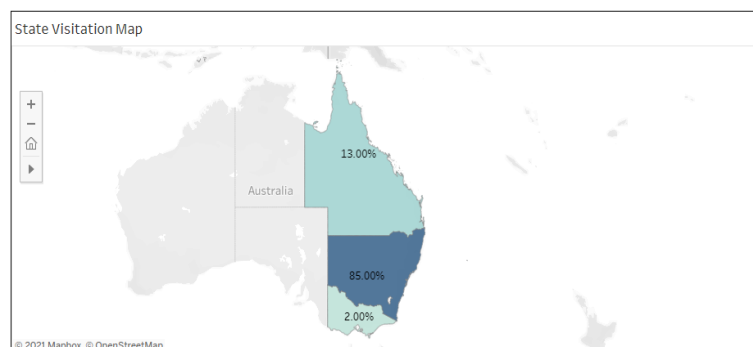 State Visitation Map
+
−
13.00%
Australia
85.00%
2.00%
© 2021 Mapbox © OpenStreetMap